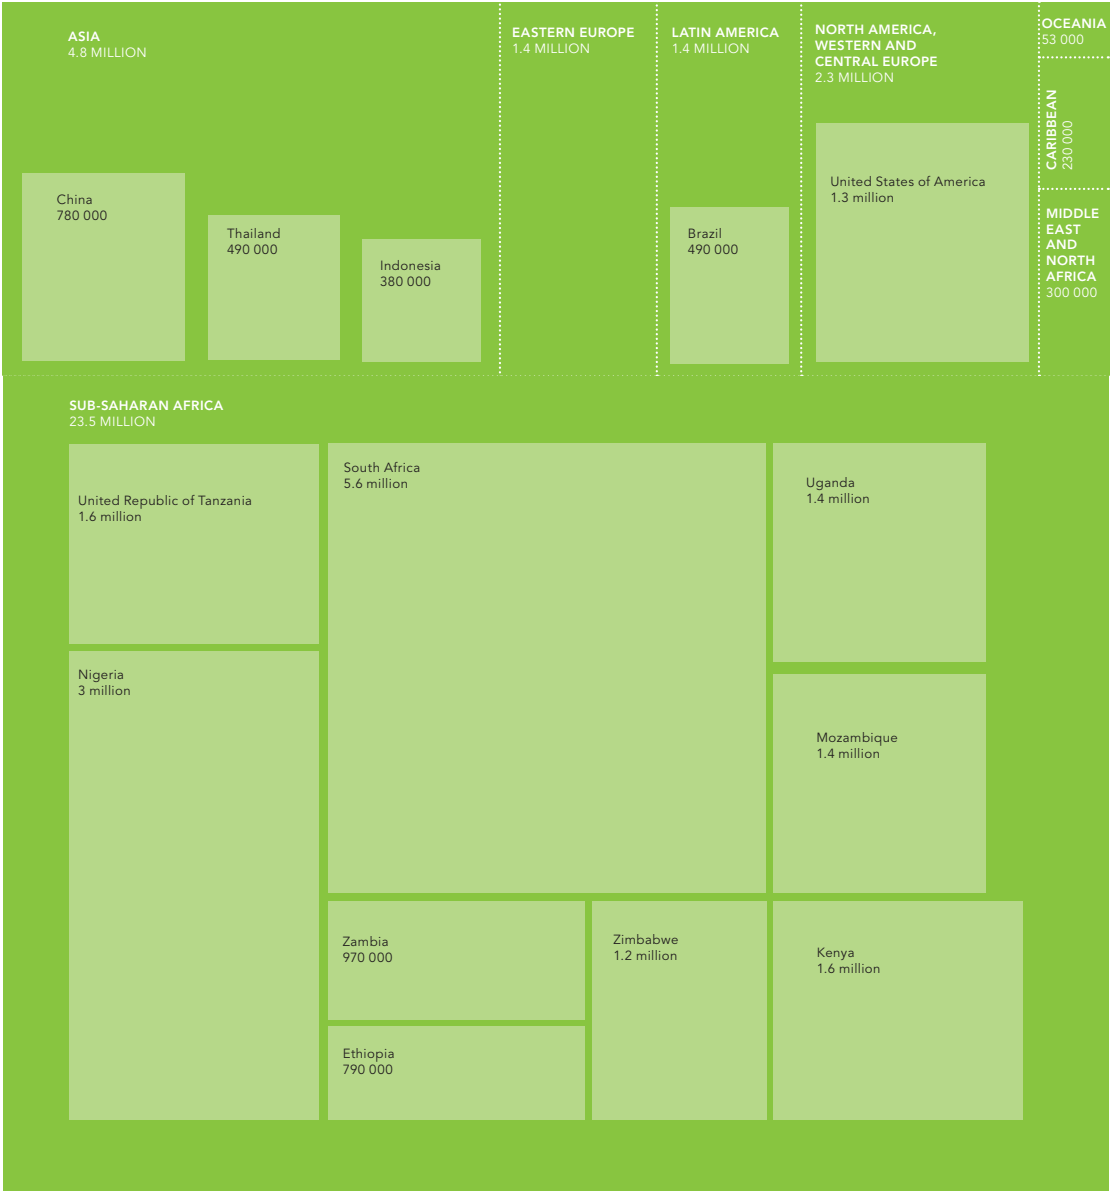 ASIA
4.8 MILLION
EASTERN EUROPE
1.4 MILLION
LATIN AMERICA
1.4 MILLION
NORTH AMERICA,
WESTERN AND
CENTRAL EUROPE
2.3 MILLION
OCEANIA
53 000
CARIBBEAN
230 000
MIDDLE
EAST
AND
NORTH
AFRICA
300 000
China
780 000
Thailand
490 000
Indonesia
380 000
Brazil
490 000
United States of America
1.3 million
SUB-SAHARAN AFRICA
23.5 MILLION
United Republic of Tanzania
1.6 million
South Africa
5.6 million
Uganda
1.4 million
Nigeria
3 million
Mozambique
1.4 million
Zambia
970 000
Zimbabwe
1.2 million
Kenya
1.6 million
Ethiopia
790 000